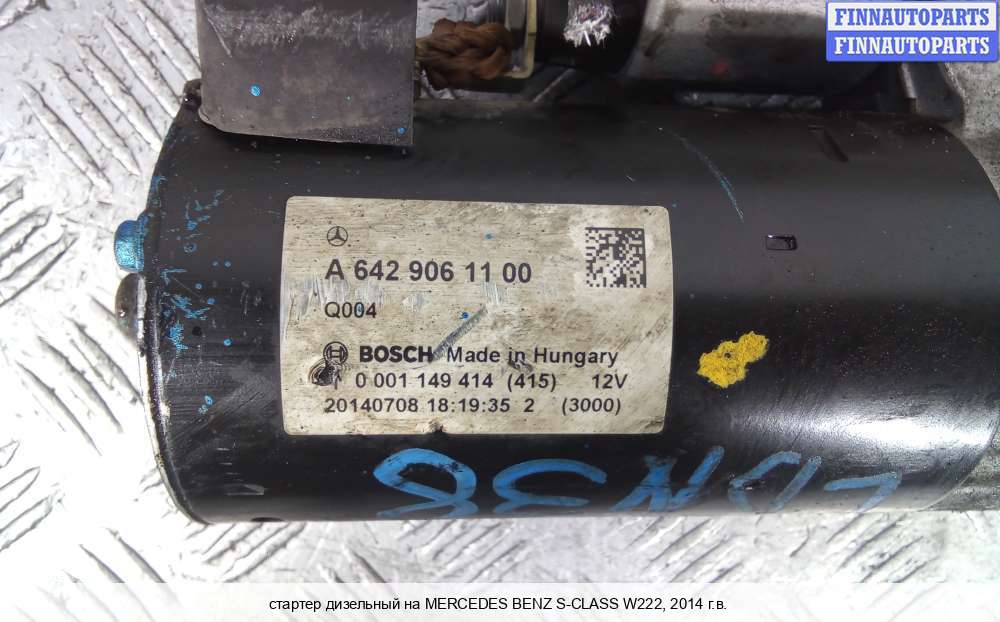 FINNAUTOPARTS
FINNAUTOPARTS
A 642 906 11 00
Q004
BOSCH Made in Hungary
0 001 149 414 (415) 12V
20140708 18:19:35 2 (3000)
LDN38
стартер дизельный на MERCEDES BENZ S-CLASS W222, 2014 г.в.